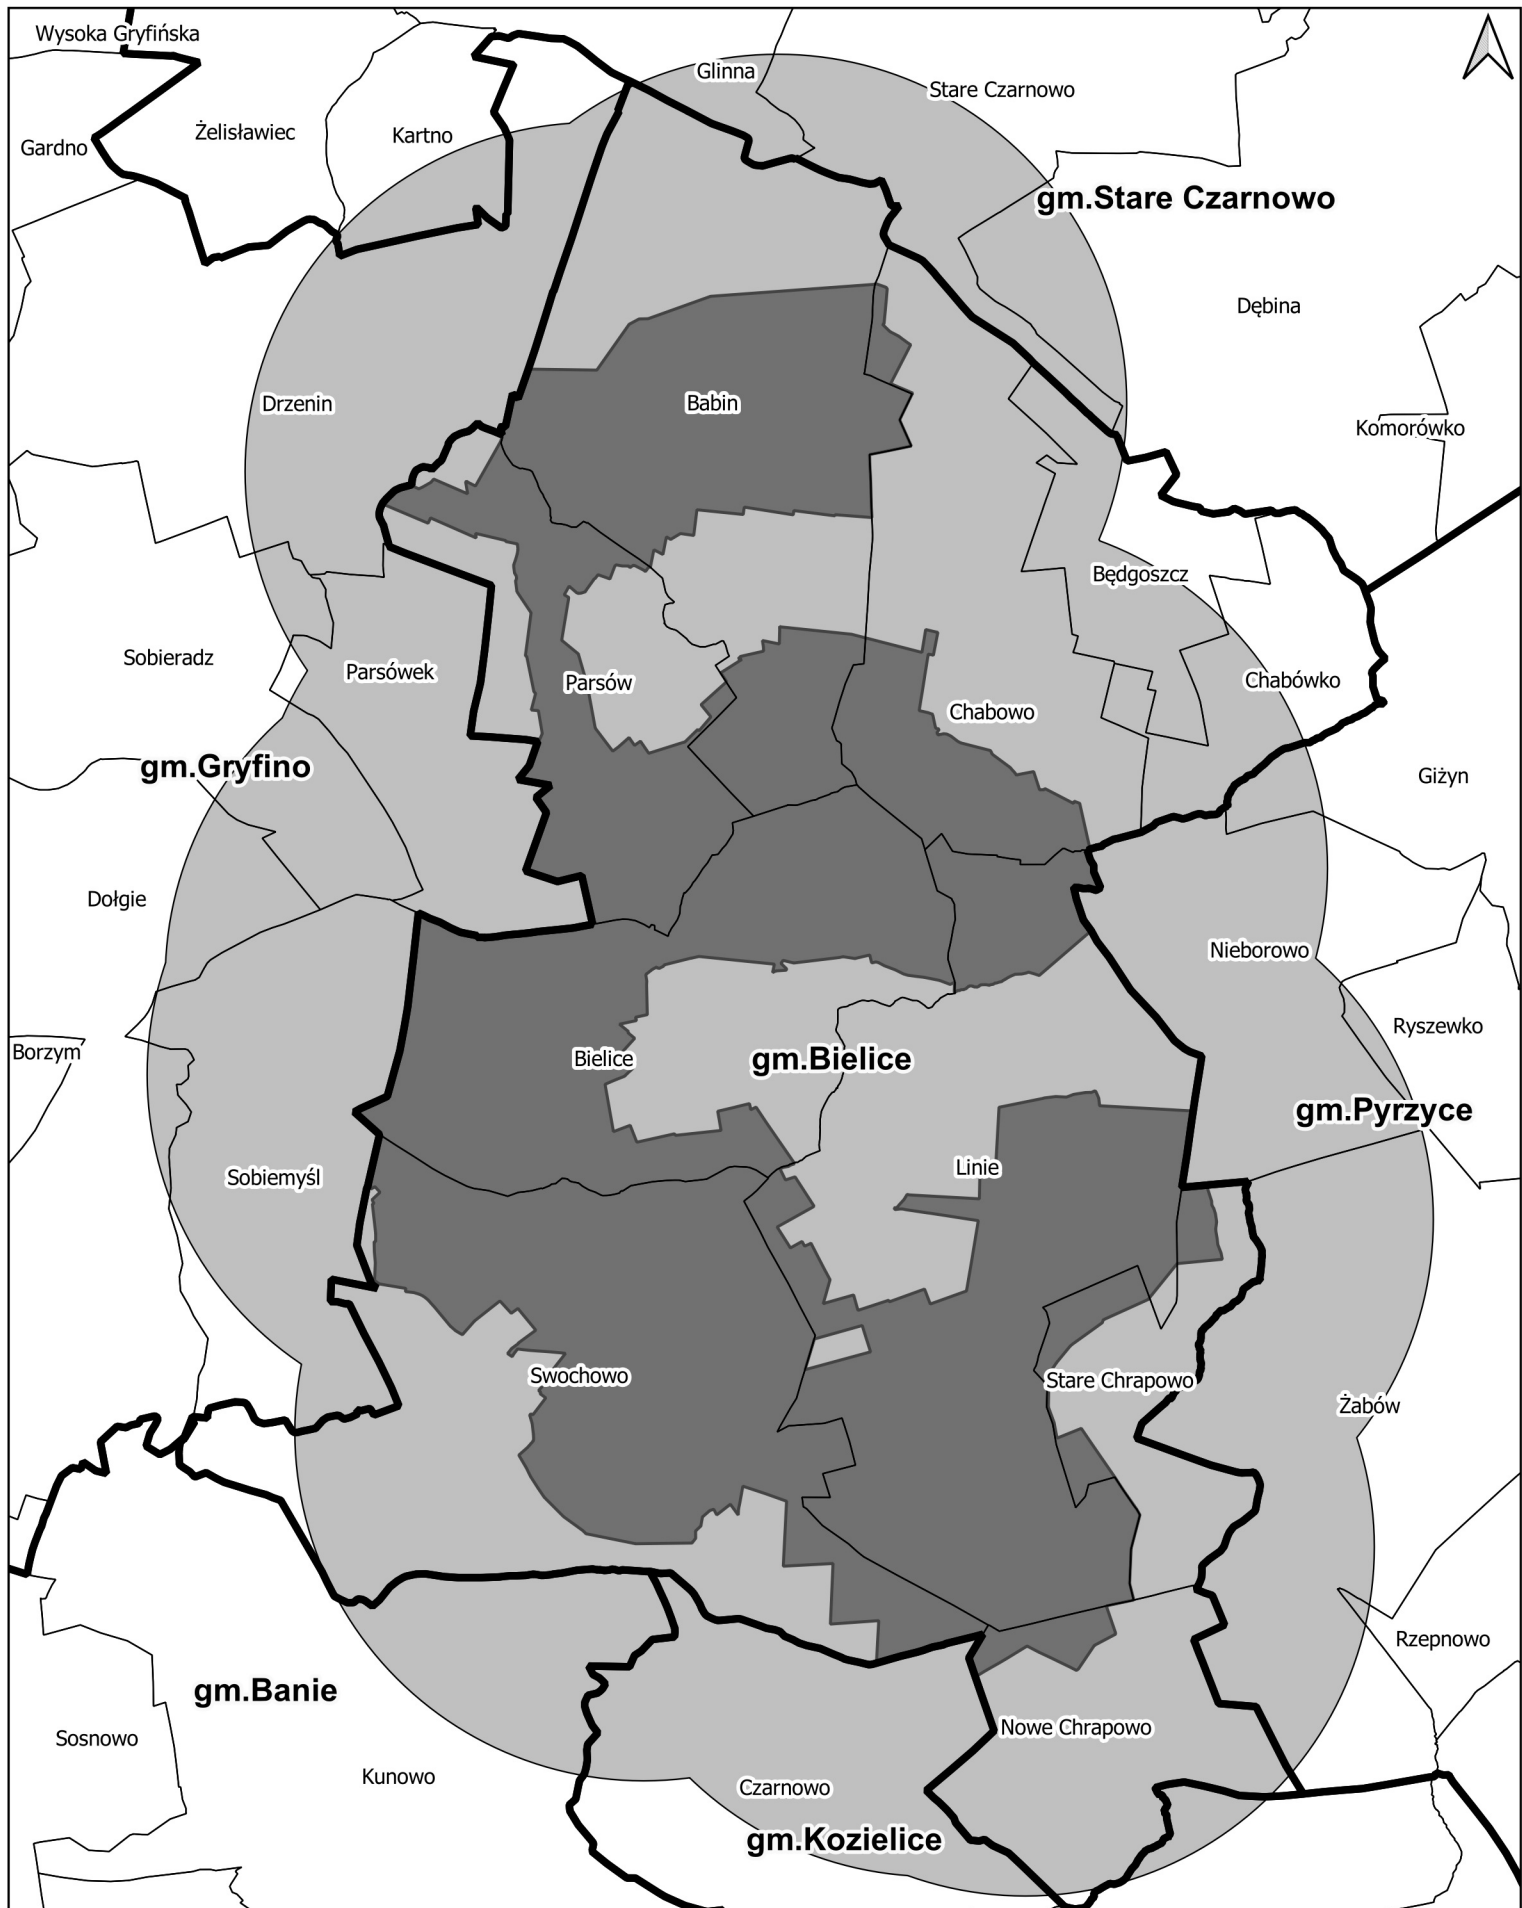 Wysoka Gryfińska
Glinna
Stare Czarnowo
Gardno
Żelisławiec
Kartno
gm.Stare Czarnowo
Dębina
Drzenin
Babin
Komorówko
Będgoszcz
Sobieradz
Parsówek
Parsów
Chabówko
Chabowo
gm.Gryfino
Giżyn
Dołgie
Nieborowo
Ryszewko
Borzym
Bielice
gm.Bielice
gm.Pyrzyce
Sobiemyśl
Linie
Swochowo
Stare Chrapowo
Żabów
Rzepnowo
gm.Banie
Sosnowo
Nowe Chrapowo
Kunowo
Czarnowo
gm.Kozielice